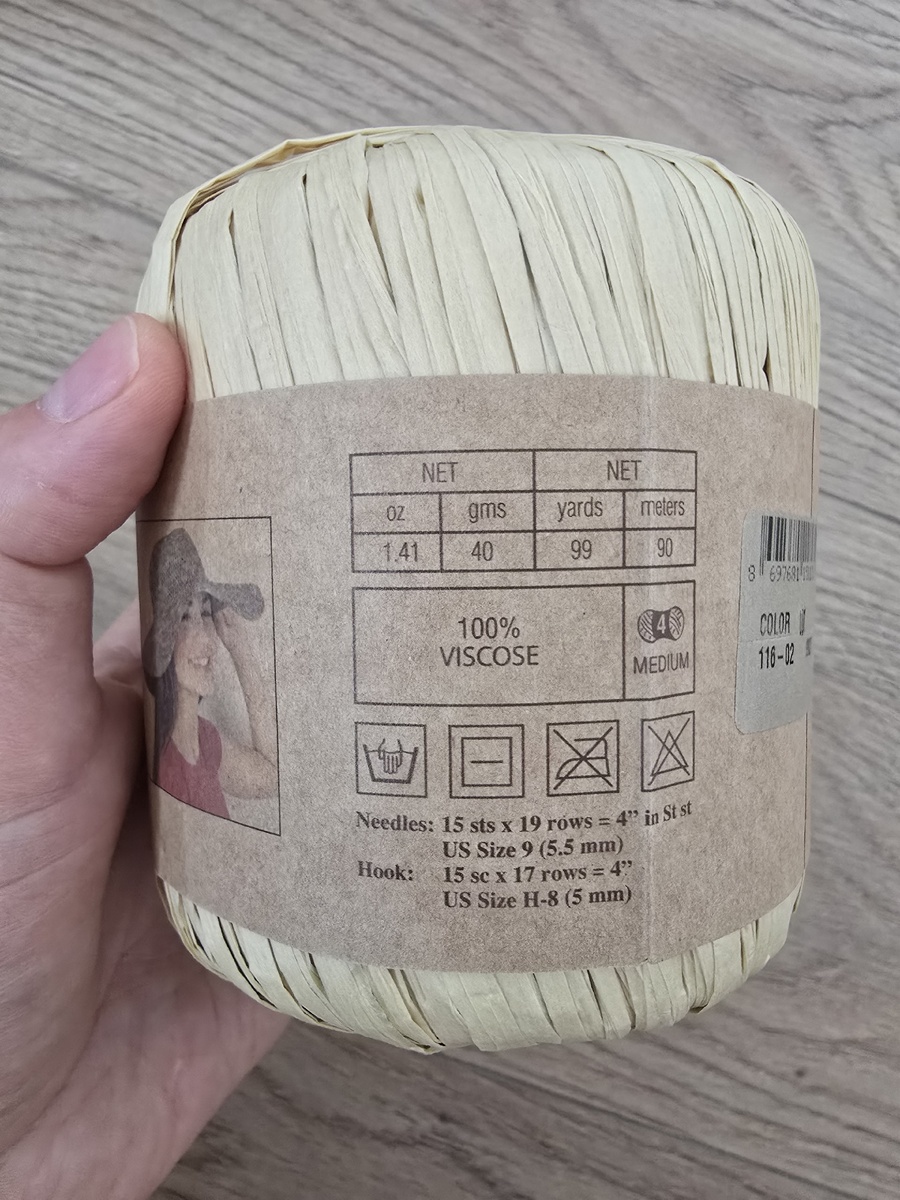 NET NET
oz gms yards meters
1.41 40 99 90
100%
VISCOSE
4
MEDIUM
Needles: 15 sts x 19 rows = 4” in St st
US Size 9 (5.5 mm)
Hook: 15 sc x 17 rows = 4”
US Size H-8 (5 mm)
8
COLOR
116-02